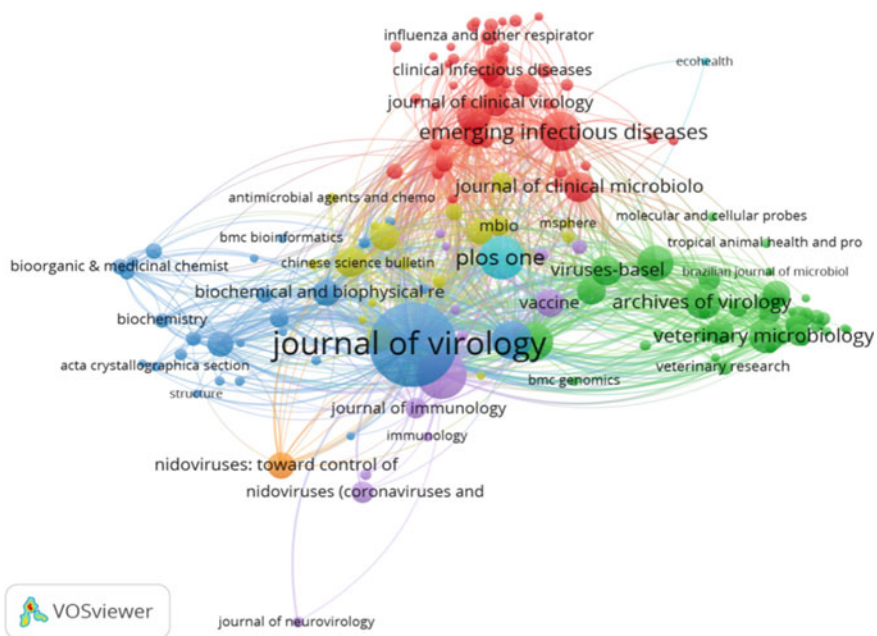 influenza and other respirator
clinical infectious diseases
ecohealth
journal of clinical virology
emerging infectious diseases
journal of clinical microbiolo
antimicrobial agents and chemo
mbio
msphere
molecular and cellular probes
bmc bioinformatics
tropical animal health and pro
bioorganic & medicinal chemist
chinese science bulletin
plos one
viruses-basel
brazilian journal of microbiol
biochemical and biophysical re
vaccine
archives of virology
biochemistry
journal of virology
veterinary microbiology
acta crystallographica section
veterinary research
bmc genomics
structure
journal of immunology
immunology
nidoviruses: toward control of
nidoviruses (coronaviruses and
VOSviewer
journal of neurovirology